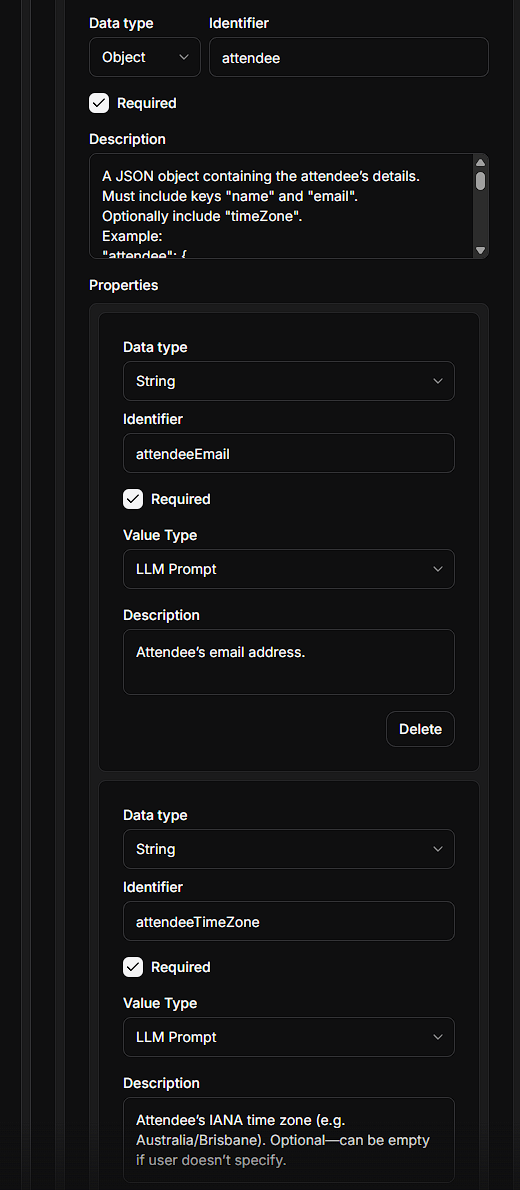 Data type
Identifier
Object
attendee
Required
Description
A JSON object containing the attendee’s details.
Must include keys "name" and "email".
Optionally include "timeZone".
Example:
"attendee": {
Properties
Data type
String
Identifier
attendeeEmail
Required
Value Type
LLM Prompt
Description
Attendee’s email address.
Delete
Data type
String
Identifier
attendeeTimeZone
Required
Value Type
LLM Prompt
Description
Attendee’s IANA time zone (e.g.
Australia/Brisbane). Optional—can be empty
if user doesn’t specify.